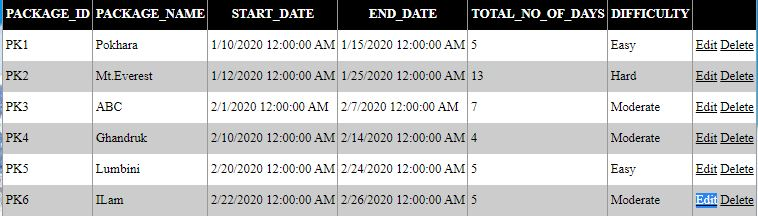 PACKAGE_ID PACKAGE_NAME START_DATE END_DATE TOTAL_NO_OF_DAYS DIFFICULTY
PK1 Pokhara 1/10/2020 12:00:00 AM 1/15/2020 12:00:00 AM 5 Easy Edit Delete
PK2 Mt.Everest 1/12/2020 12:00:00 AM 1/25/2020 12:00:00 AM 13 Hard Edit Delete
PK3 ABC 2/1/2020 12:00:00 AM 2/7/2020 12:00:00 AM 7 Moderate Edit Delete
PK4 Ghandruk 2/10/2020 12:00:00 AM 2/14/2020 12:00:00 AM 4 Moderate Edit Delete
PK5 Lumbini 2/20/2020 12:00:00 AM 2/24/2020 12:00:00 AM 5 Easy Edit Delete
PK6 ILam 2/22/2020 12:00:00 AM 2/26/2020 12:00:00 AM 5 Moderate Edit Delete